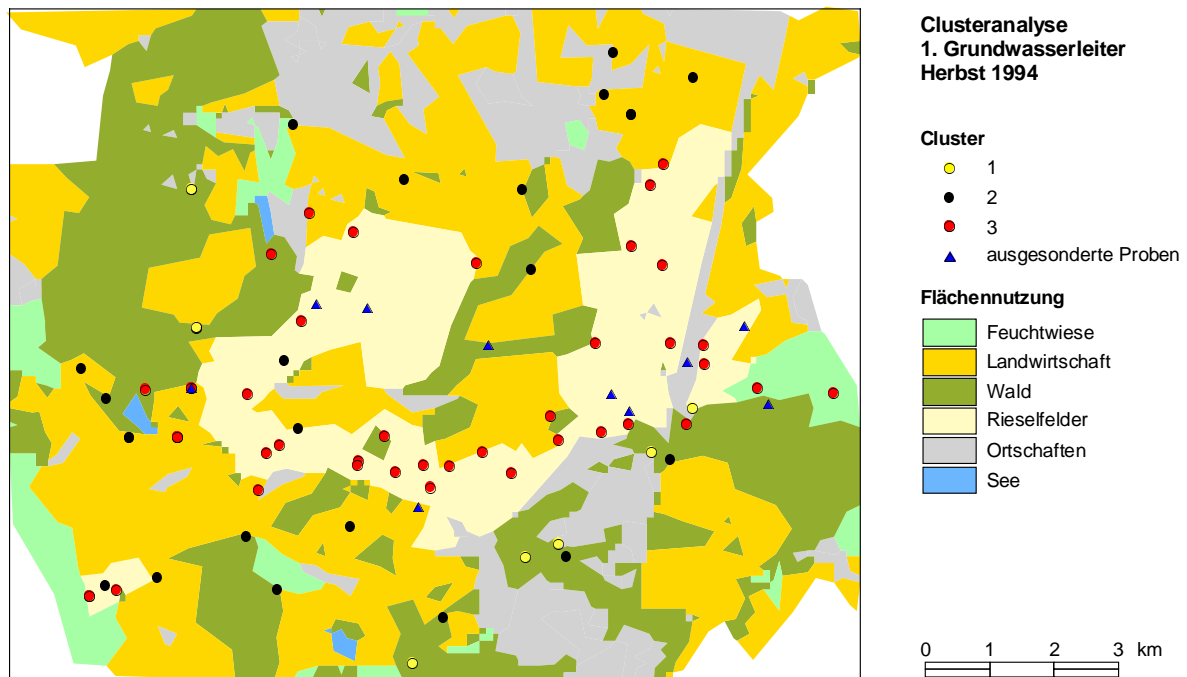 Clusteranalyse
1. Grundwasserleiter
Herbst 1994
Cluster
1
2
3
ausgesonderte Proben
Flächennutzung
Feuchtwiese
Landwirtschaft
Wald
Rieselfelder
Ortschaften
See
0 1 2 3 km